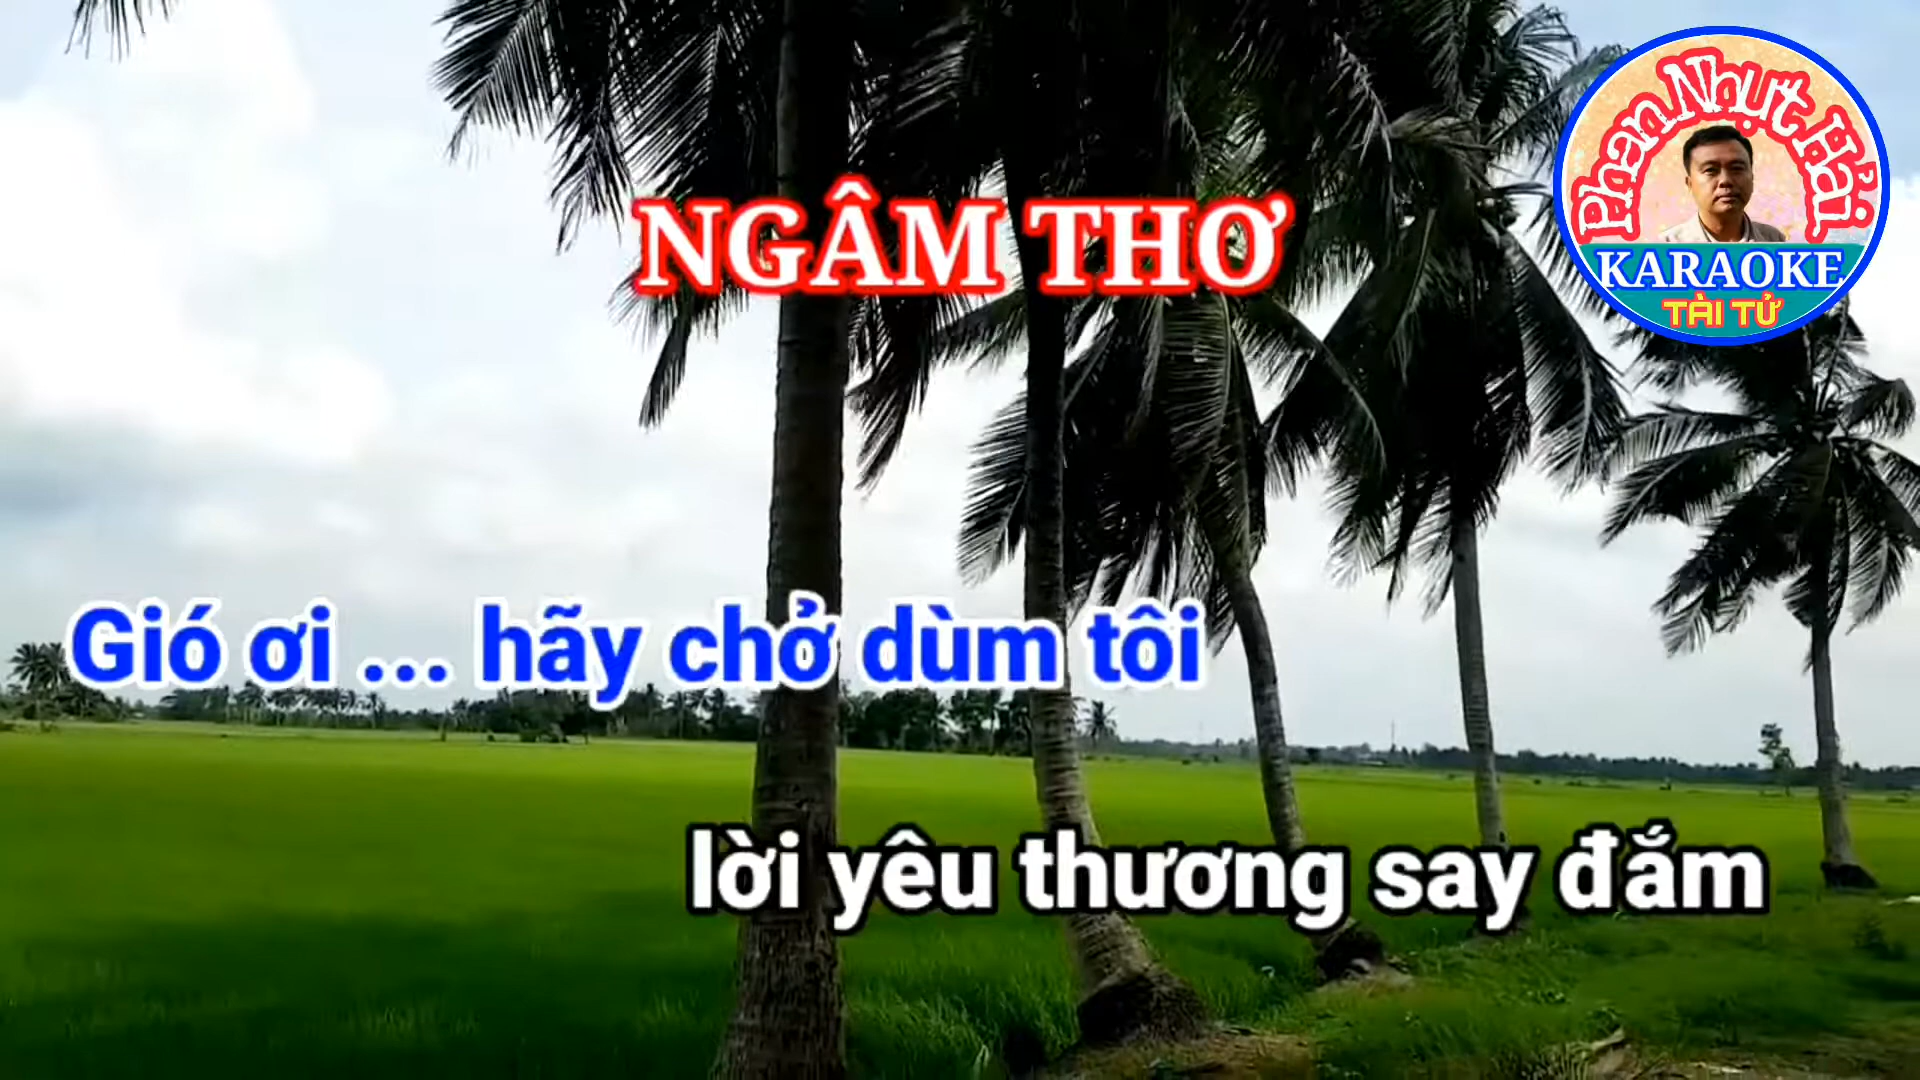 Phan Nhựt Hải
KARAOKE
TÀI TỬ
NGÂM THƠ
Gió ơi ... hãy chở dùm tôi
lời yêu thương say đắm